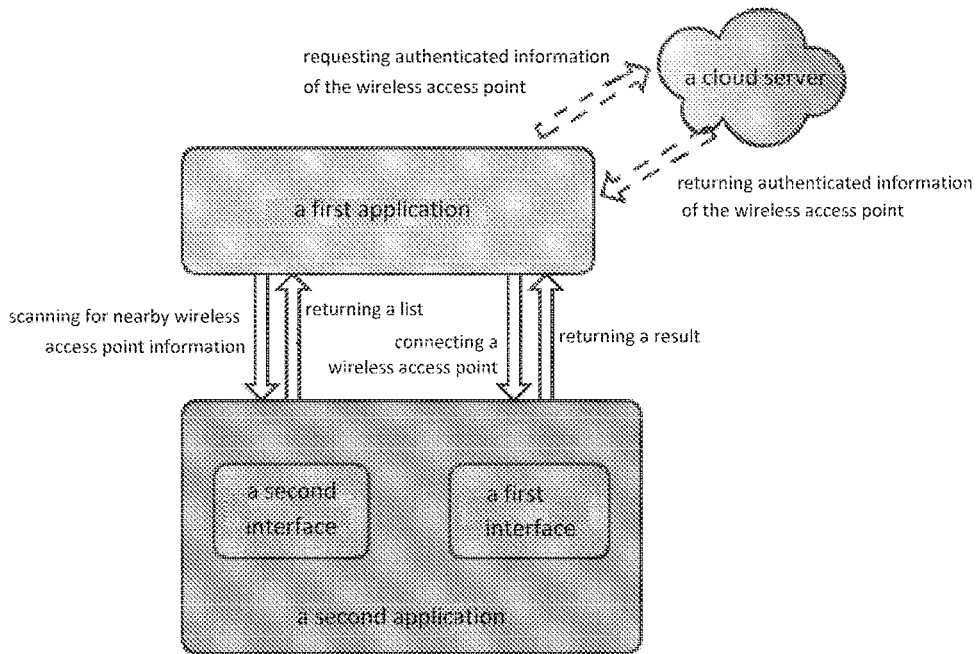 requesting authenticated information
of the wireless access point
a cloud server
returning authenticated information
of the wireless access point
a first application
scanning for nearby wireless
access point information
returning a list
connecting a
wireless access point
returning a result
a second
interface
a first
interface
a second application